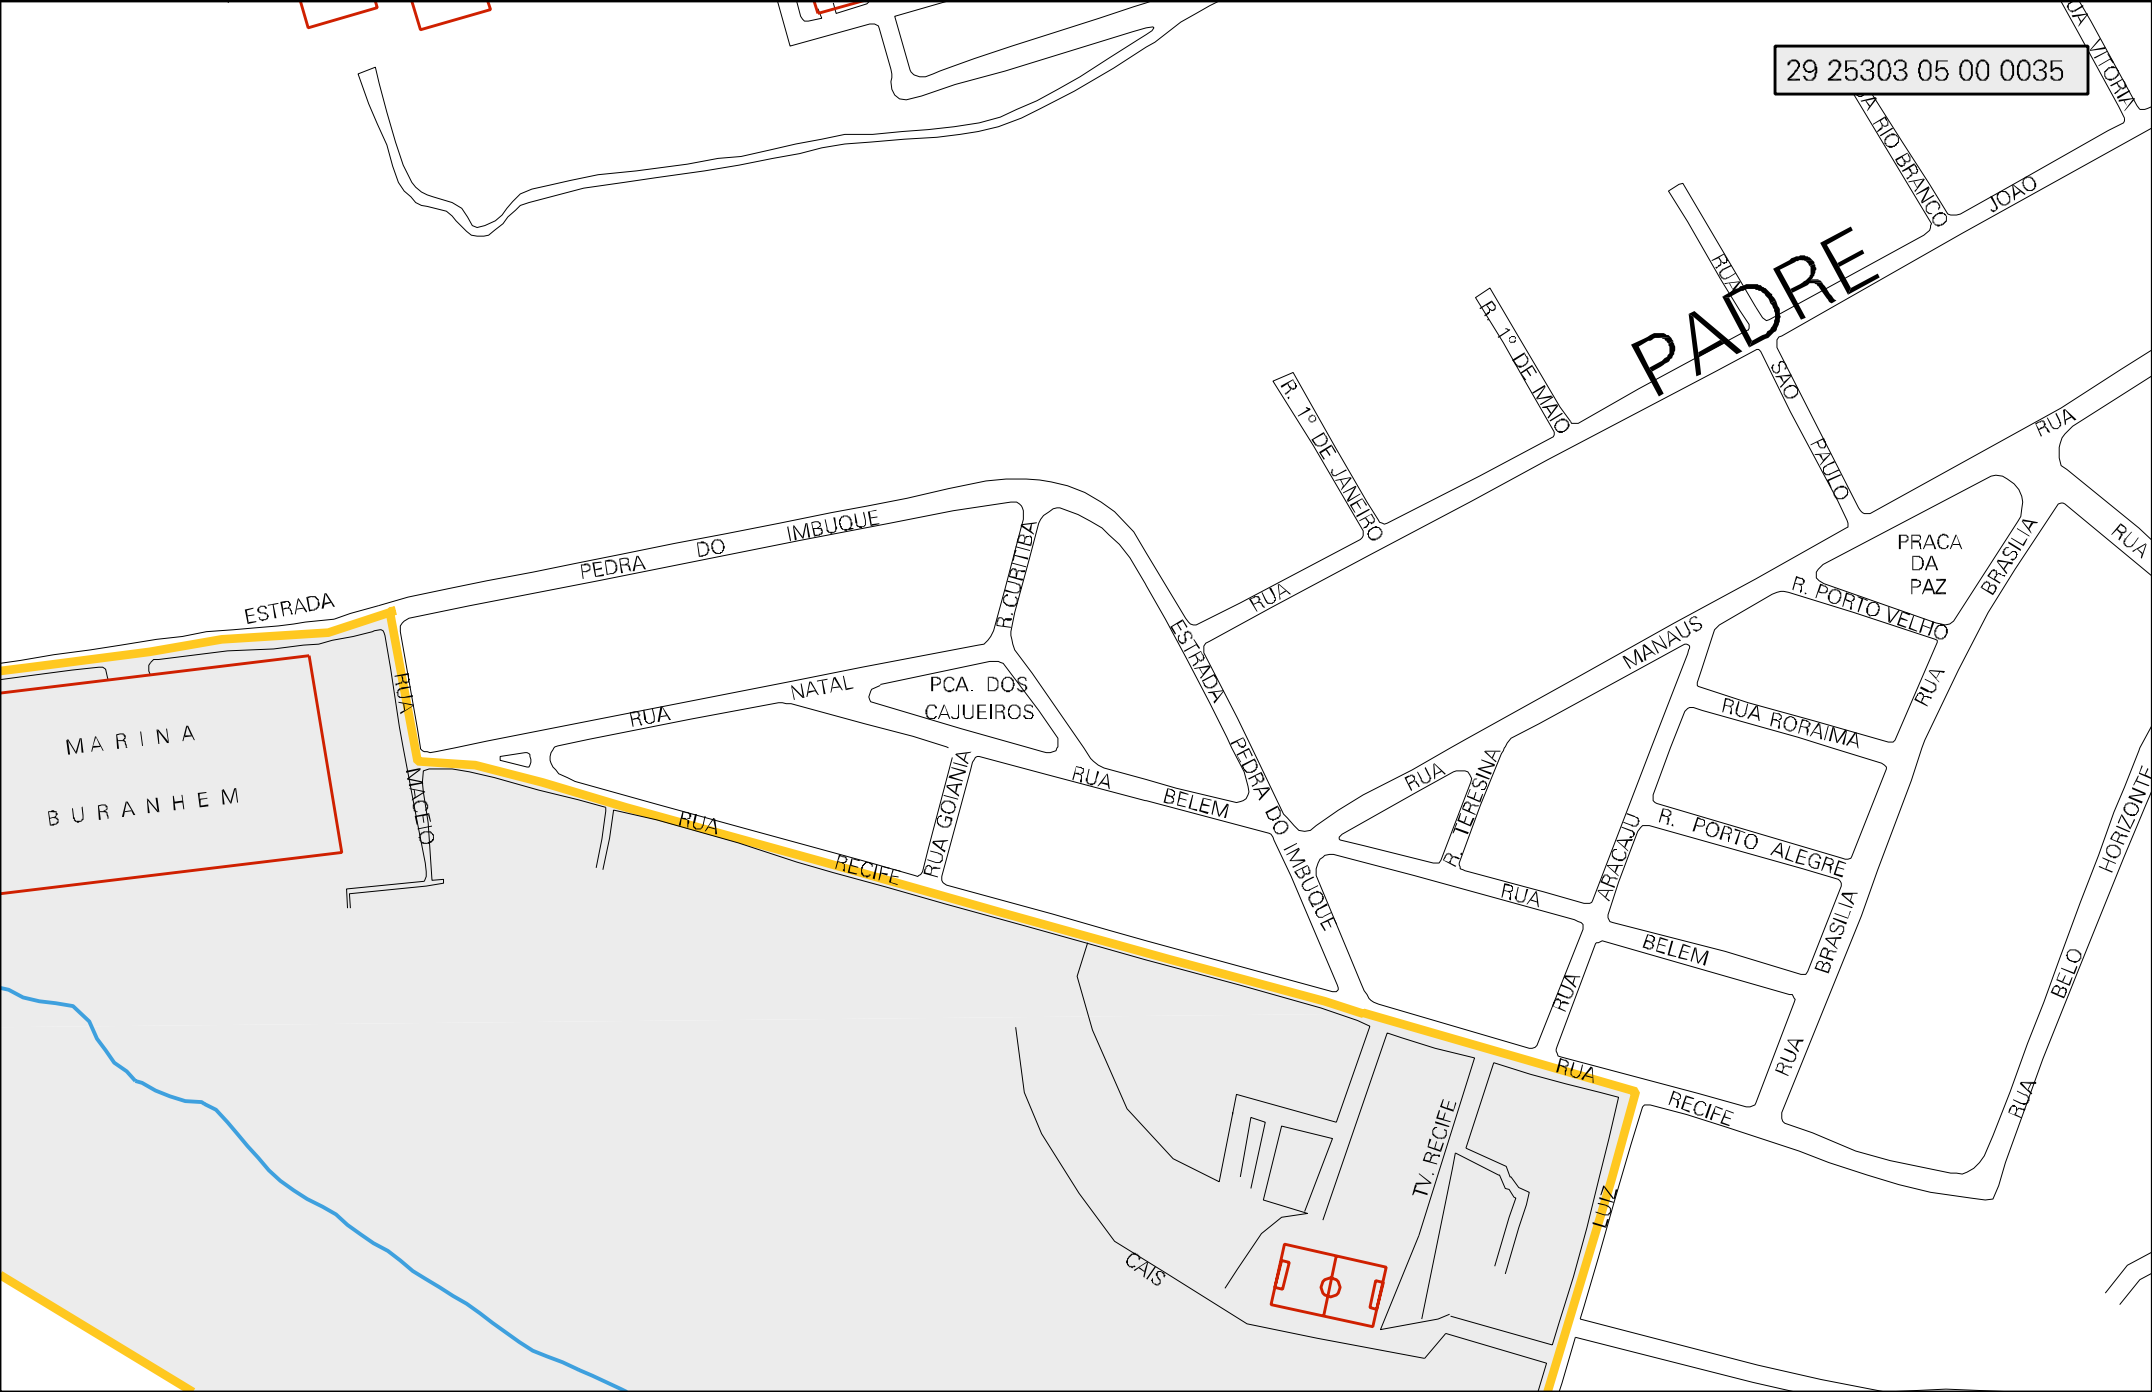 29 25303 05 00 0035
VITORIA
RIO BRANCO
JOAO
PADRE
RUA
R. 1º DE MAIO
R. 1º DE JANEIRO
SAO PAULO
RUA
RUA
RUA
PRACA
DA
PAZ
BRASILIA
R. PORTO VELHO
ESTRADA PEDRA DO IMBUQUE
R. CURITIBA
RUA
ESTRADA PEDRA DO IMBUQUE
MANAUS
RUA
RUA NATAL
PCA. DOS
CAJUEIROS
RUA
MACEIO
MARINA
BURANHEM
RUA RORAIMA
RUA
R. TERESINA
RUA BELEM
RUA GOIANIA
RUA RECIFE
R. PORTO ALEGRE
ARACAJU
RUA
RUA BELEM
BRASILIA
RUA
BELO HORIZONTE
RUA
RUA RECIFE
TV. RECIFE
LUIZ
CAIS